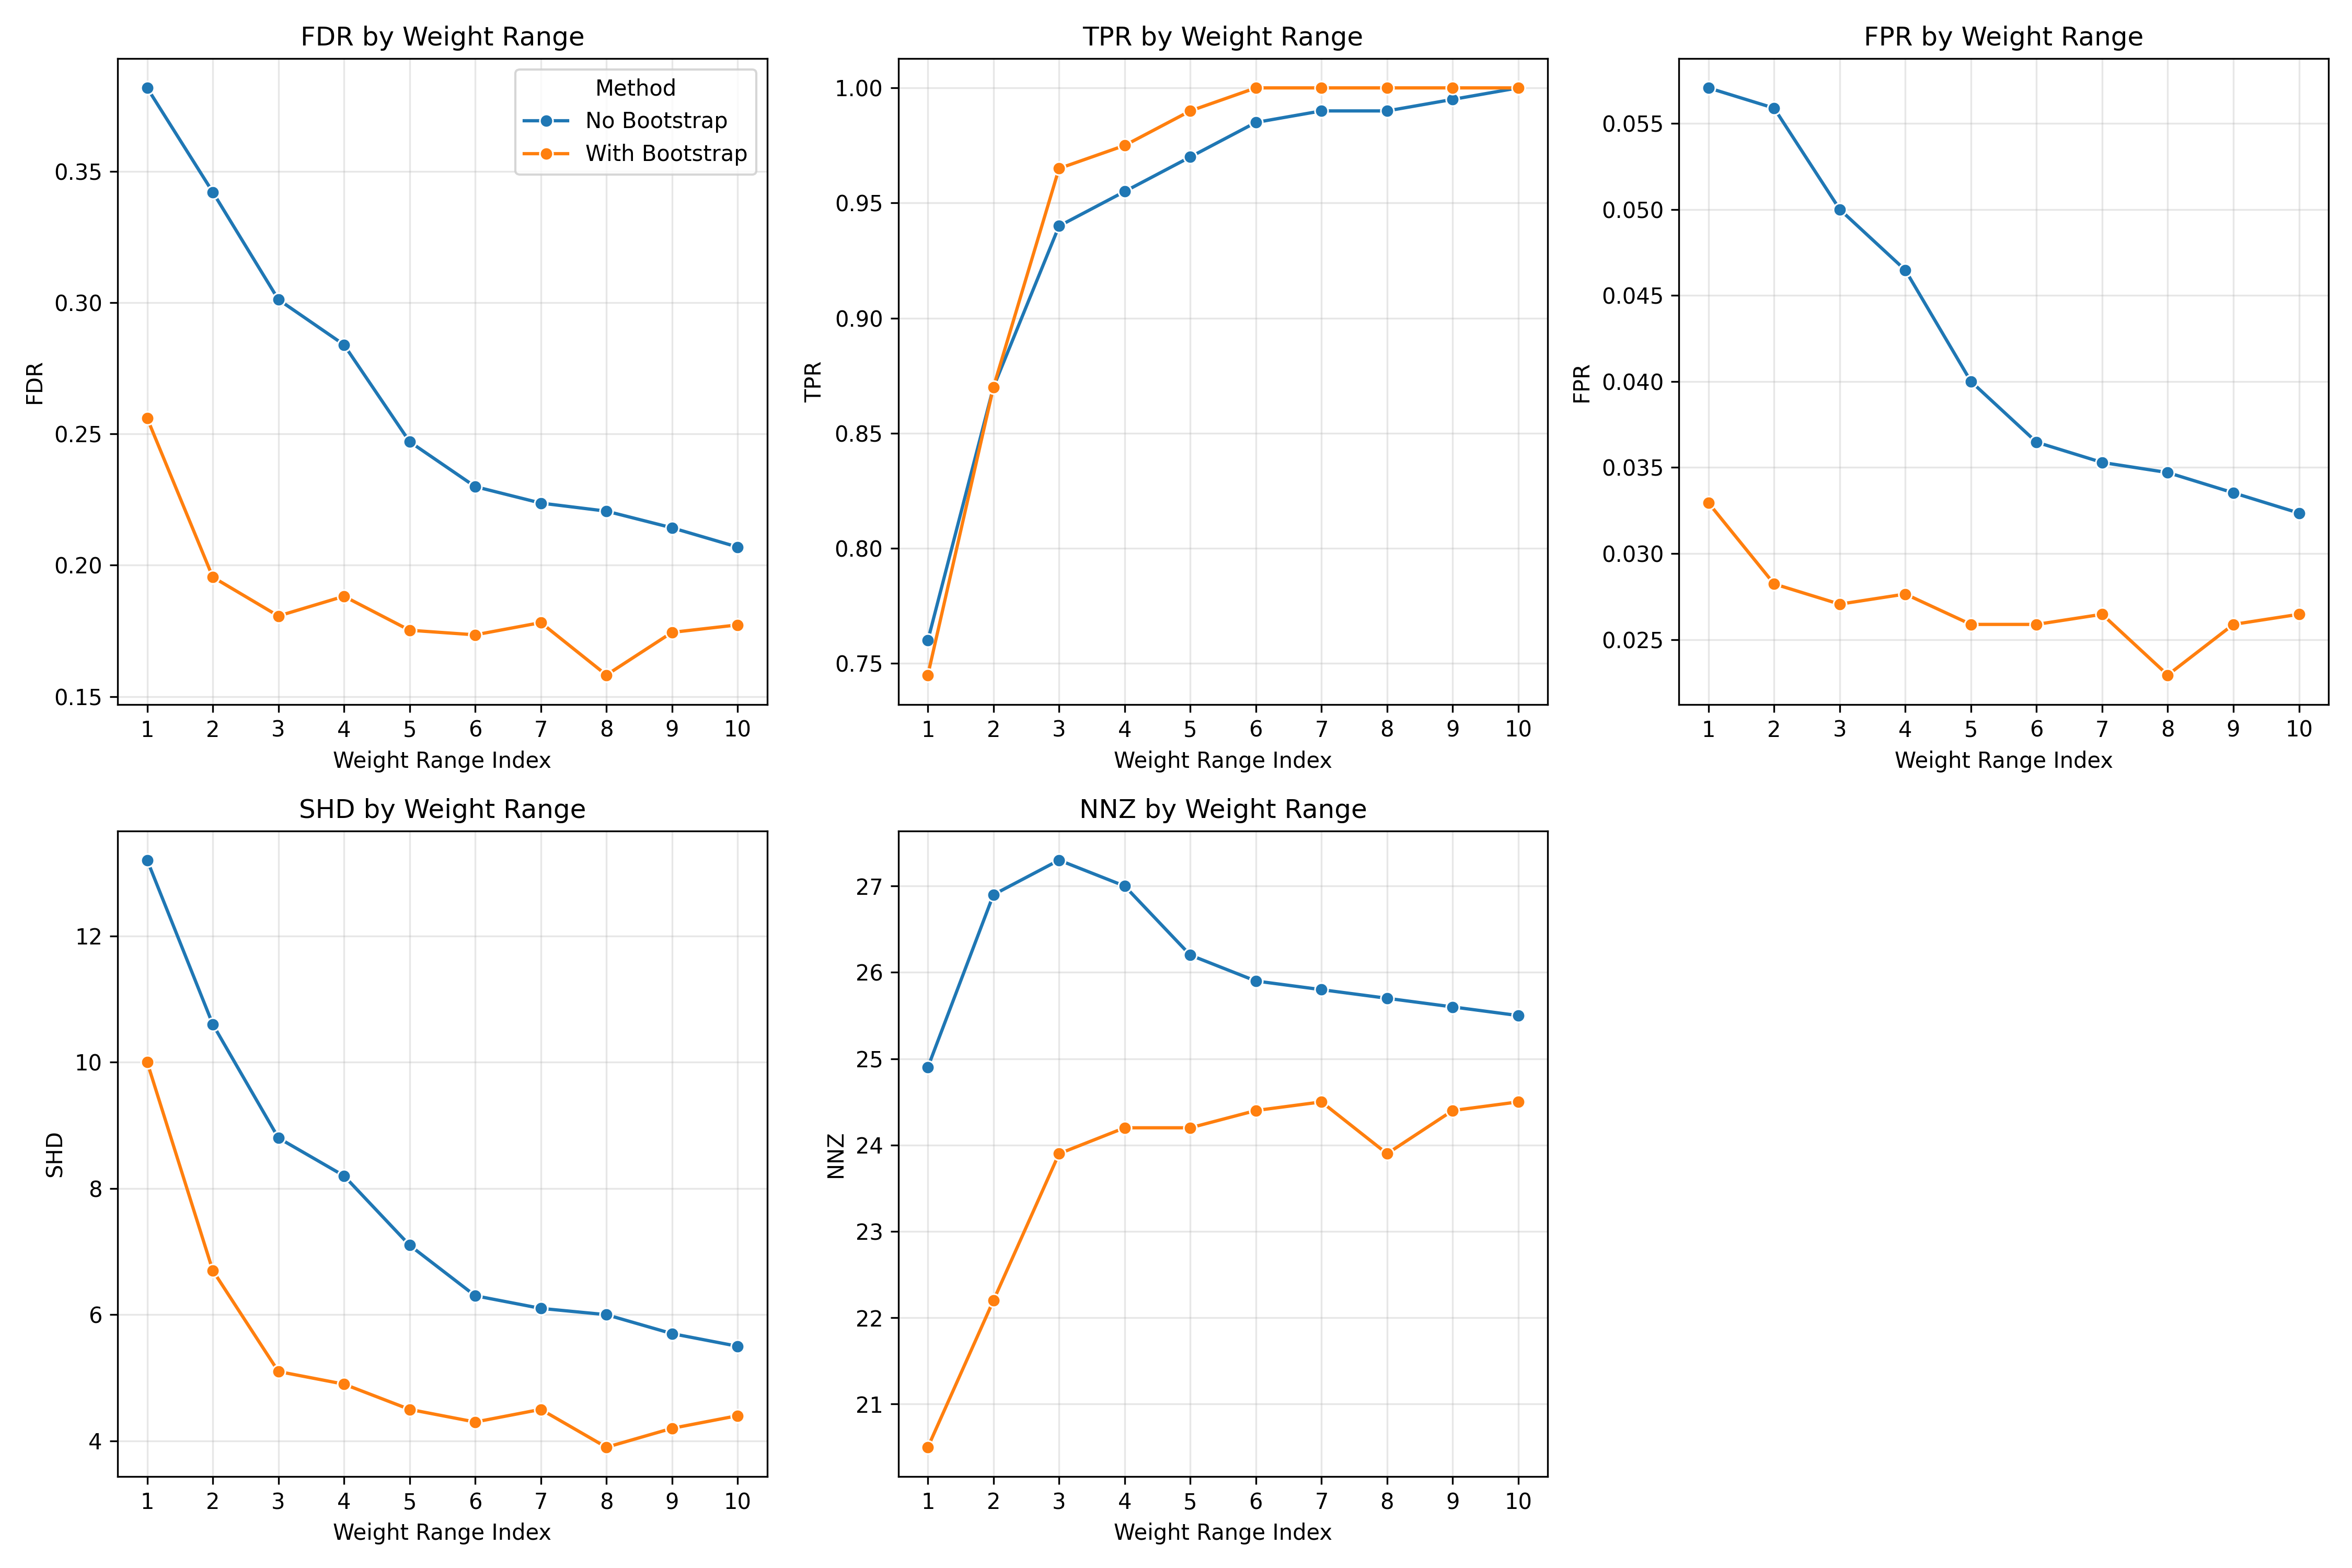 FDR by Weight Range
FDR
0.35
0.30
0.25
0.20
0.15
Method
No Bootstrap
With Bootstrap
1 2 3 4 5 6 7 8 9 10
Weight Range Index
TPR by Weight Range
TPR
1.00
0.95
0.90
0.85
0.80
0.75
1 2 3 4 5 6 7 8 9 10
Weight Range Index
FPR by Weight Range
FPR
0.055
0.050
0.045
0.040
0.035
0.030
0.025
1 2 3 4 5 6 7 8 9 10
Weight Range Index
SHD by Weight Range
SHD
12
10
8
6
4
1 2 3 4 5 6 7 8 9 10
Weight Range Index
NNZ by Weight Range
NNZ
27
26
25
24
23
22
21
1 2 3 4 5 6 7 8 9 10
Weight Range Index